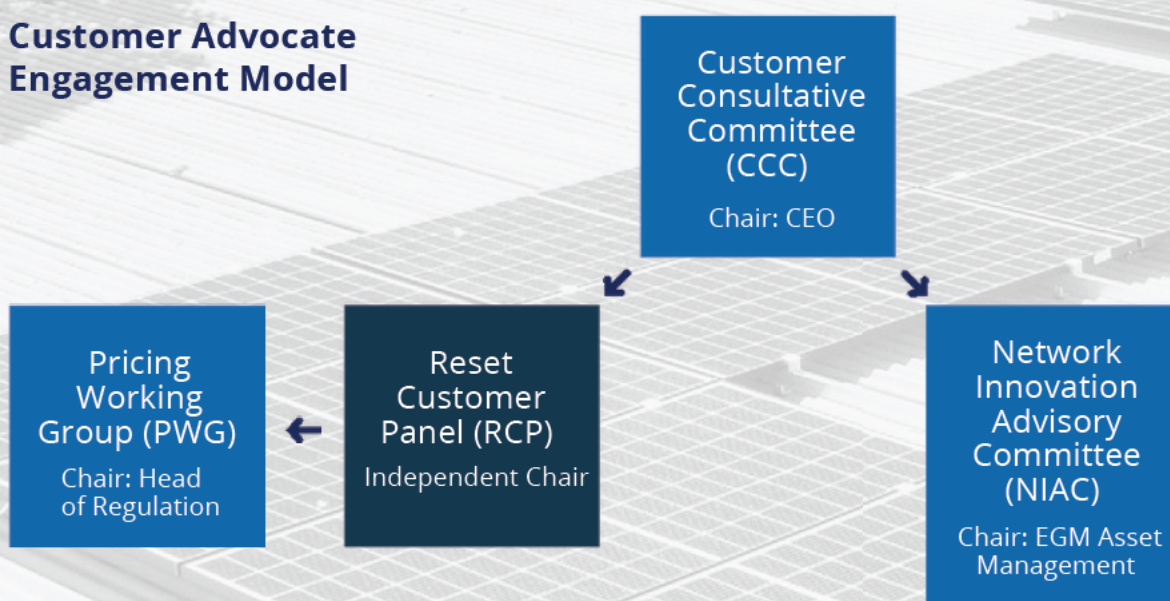 Customer Advocate
Engagement Model
Customer
Consultative
Committee
(CCC)
Chair: CEO
Pricing
Working
Group (PWG)
Chair: Head
of Regulation
Reset
Customer
Panel (RCP)
Independent Chair
Network
Innovation
Advisory
Committee
(NIAC)
Chair: EGM Asset
Management